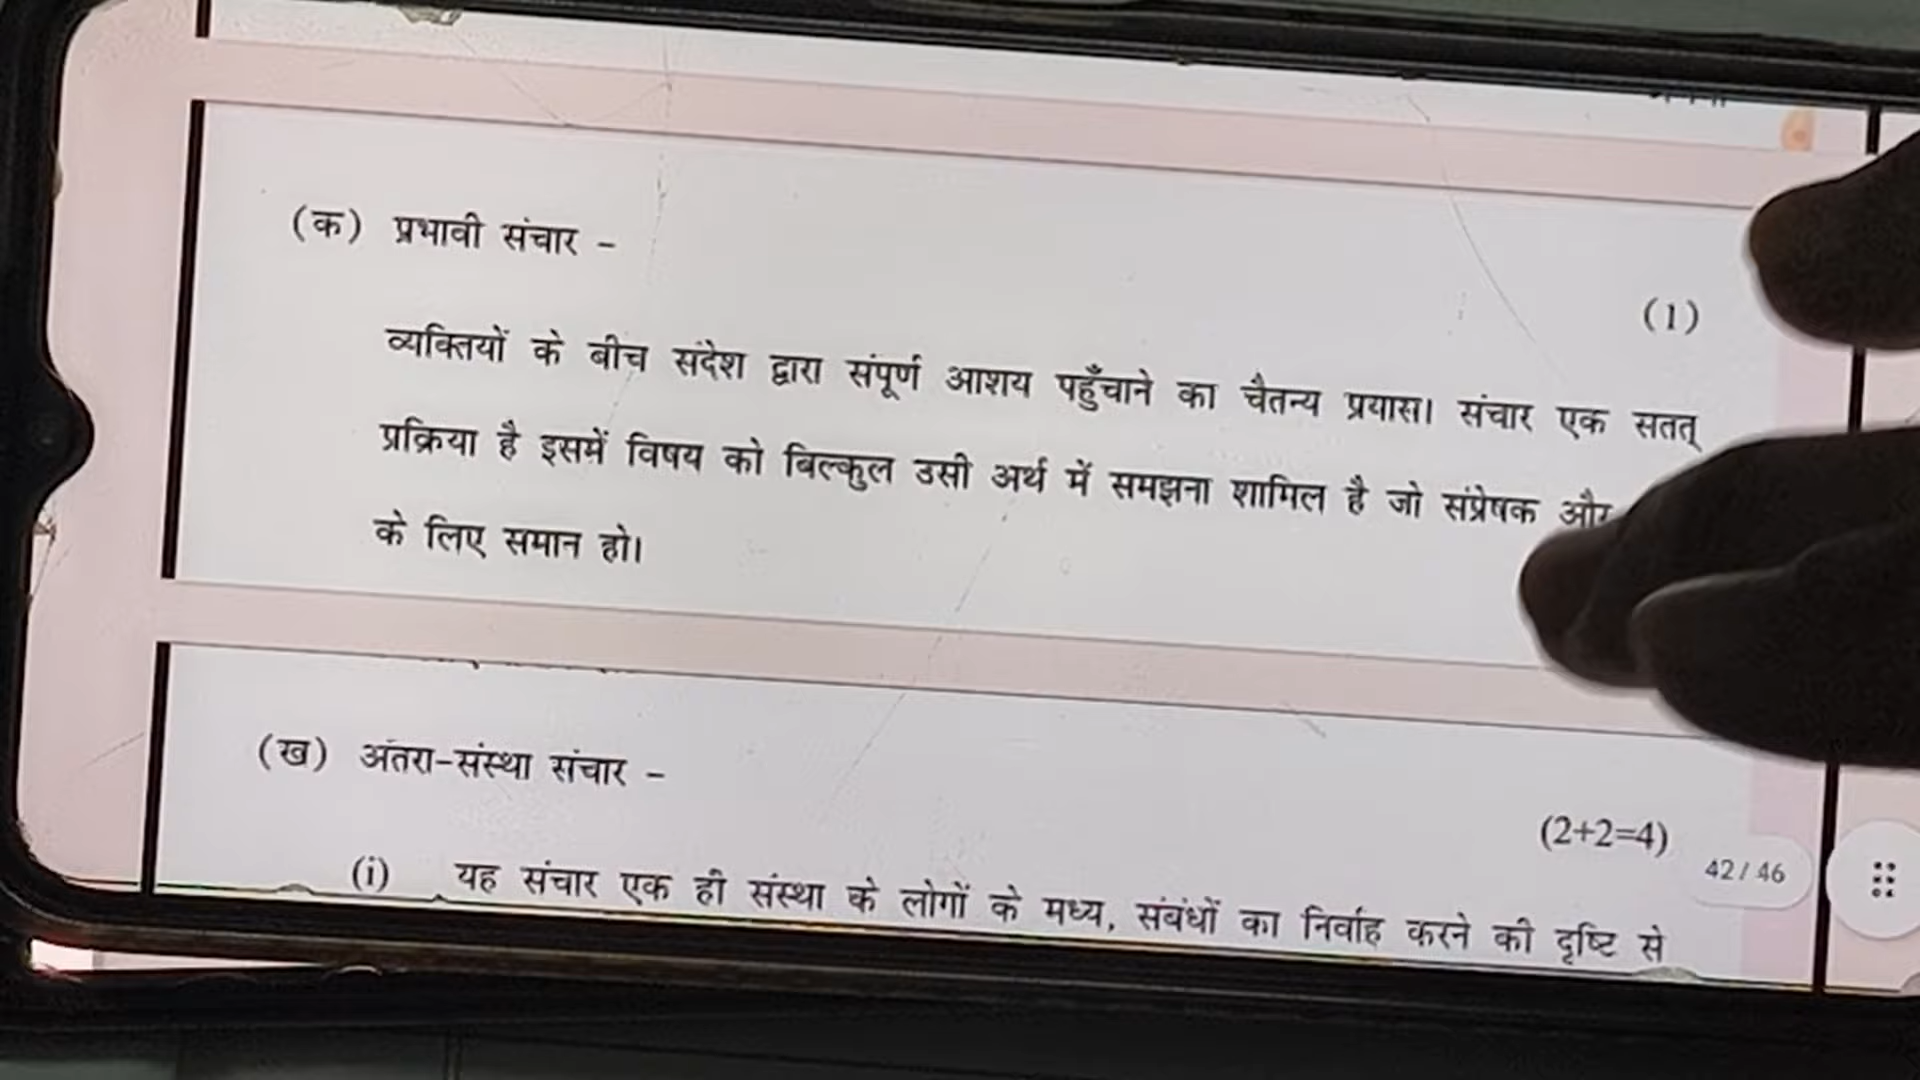 (क) प्रभावी संचार -
(1)
व्यक्तियों के बीच संदेश द्वारा संपूर्ण आशय पहुँचाने का चैतन्य प्रयास। संचार एक सतत्
प्रक्रिया है इसमें विषय को बिल्कुल उसी अर्थ में समझना शामिल है जो संप्रेषक और
के लिए समान हो।
(ख) अंतरा-संस्था संचार -
(2+2=4)
42 / 46
(i) यह संचार एक ही संस्था के लोगों के मध्य, संबंधों का निर्वाह करने की दृष्टि से